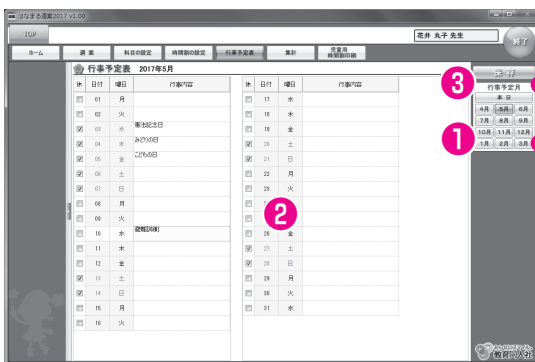 はなまる週案2017 v1.00
TOP
花井 丸子 先生
終了
ホーム 週 案 科目の設定 時間割の設定 行事予定表 集計 児童用 時間割印刷
行事予定表 2017年5月
休 日付 曜日 行事内容
01 月
02 火
03 水 憲法記念日
04 木 みどりの日
05 金 こどもの日
06 土
07 日
08 月
09 火
10 水 避難訓練
11 木
12 金
13 土
14 日
15 月
16 火
休 日付 曜日 行事内容
17 水
18 木
19 金
20 土
21 日
22 月
23 火
2
26 金
27 土
28 日
29 月
30 火
31 水
3
保存
行事予定月
本 日
4月 5月 6月
7月 8月 9月
10月 11月 12月
1月 2月 3月
1
教育同人社